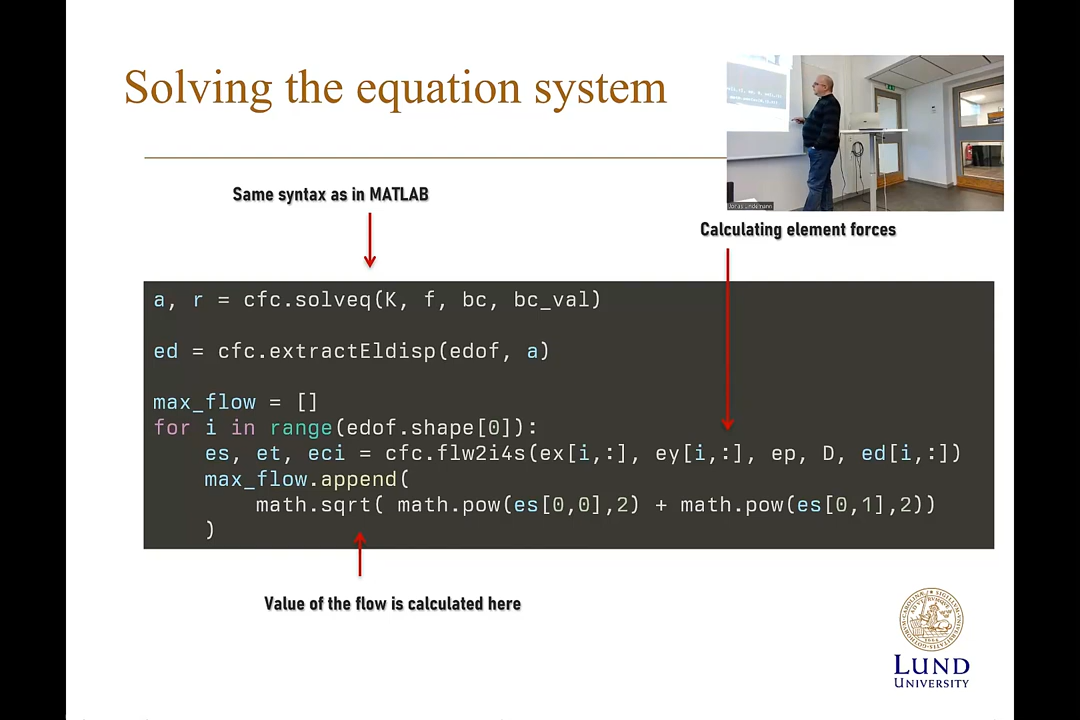 Solving the equation system
Jonas Lindemann
Same syntax as in MATLAB
Calculating element forces
a, r = cfc.solveq(K, f, bc, bc_val)
ed = cfc.extractEldisp(edof, a)
max_flow = []
for i in range(edof.shape[0]):
    es, et, eci = cfc.flw2i4s(ex[i,:], ey[i,:], ep, D, ed[i,:])
    max_flow.append(
        math.sqrt( math.pow(es[0,0],2) + math.pow(es[0,1],2))
    )
Value of the flow is calculated here
LUND
UNIVERSITY